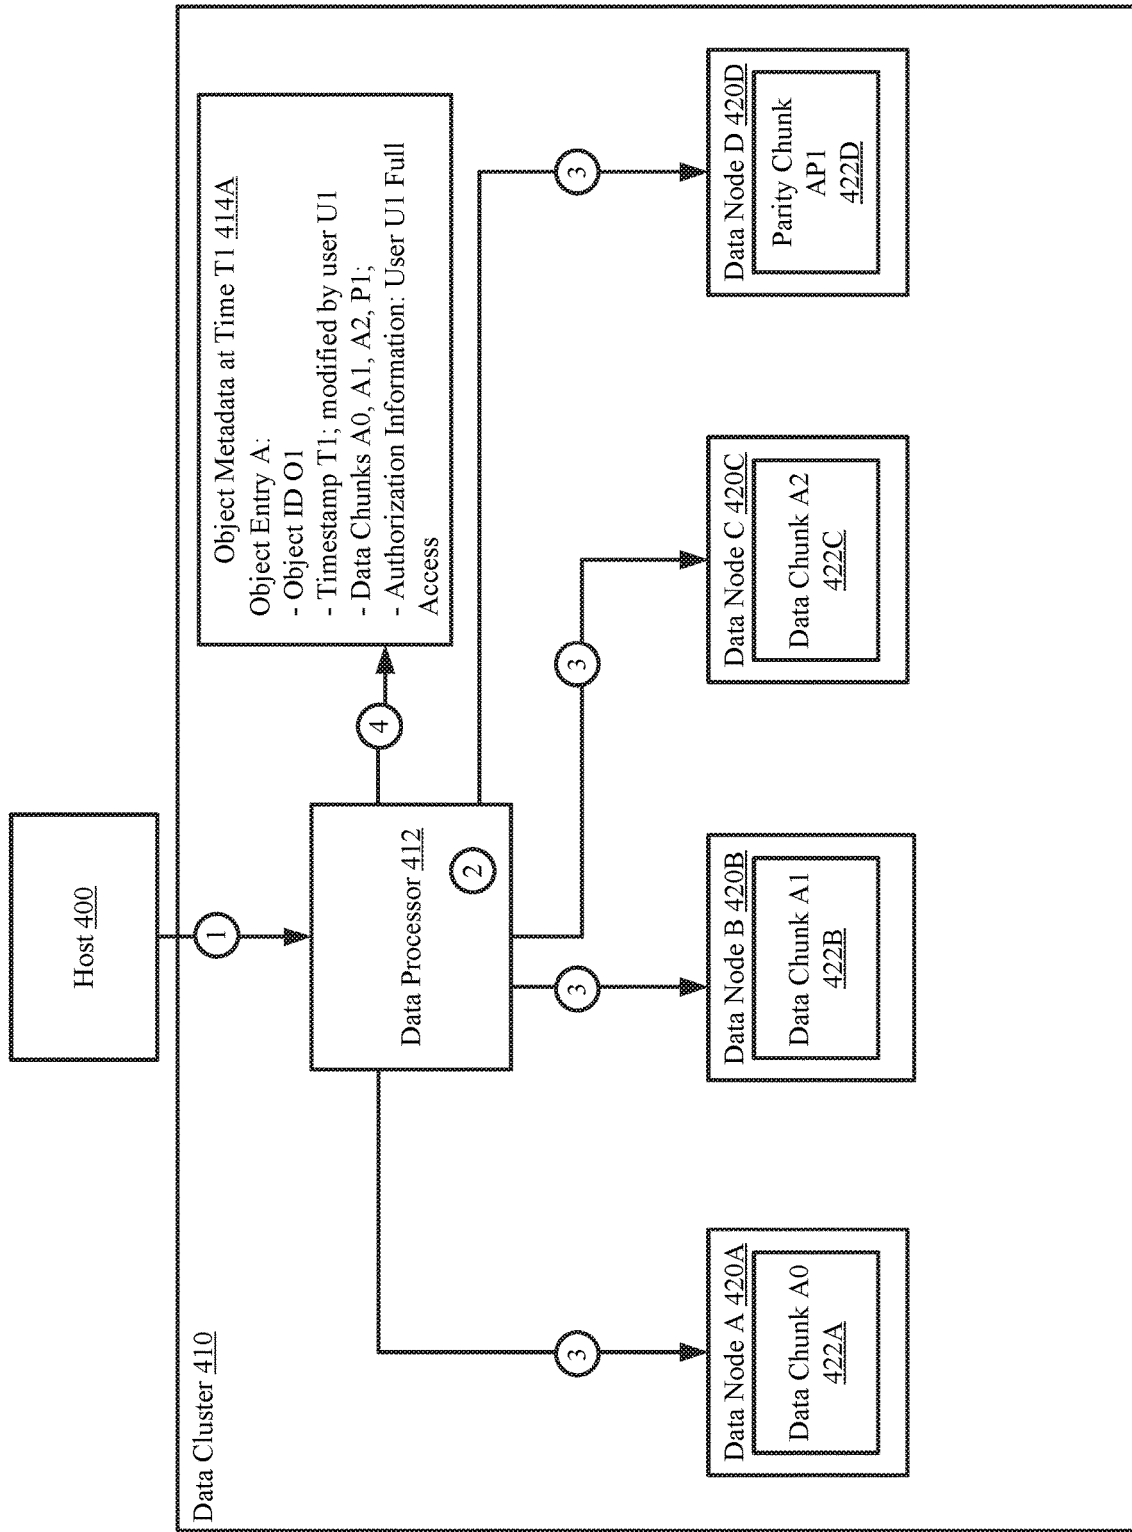 Host 400
Data Cluster 410
1
Data Processor 412
2
4
Object Metadata at Time T1 414A
Object Entry A:
- Object ID O1
- Timestamp T1; modified by user U1
- Data Chunks A0, A1, A2, P1;
- Authorization Information: User U1 Full
Access
3
3
3
3
Data Node A 420A
Data Chunk A0
422A
Data Node B 420B
Data Chunk A1
422B
Data Node C 420C
Data Chunk A2
422C
Data Node D 420D
Parity Chunk
AP1
422D